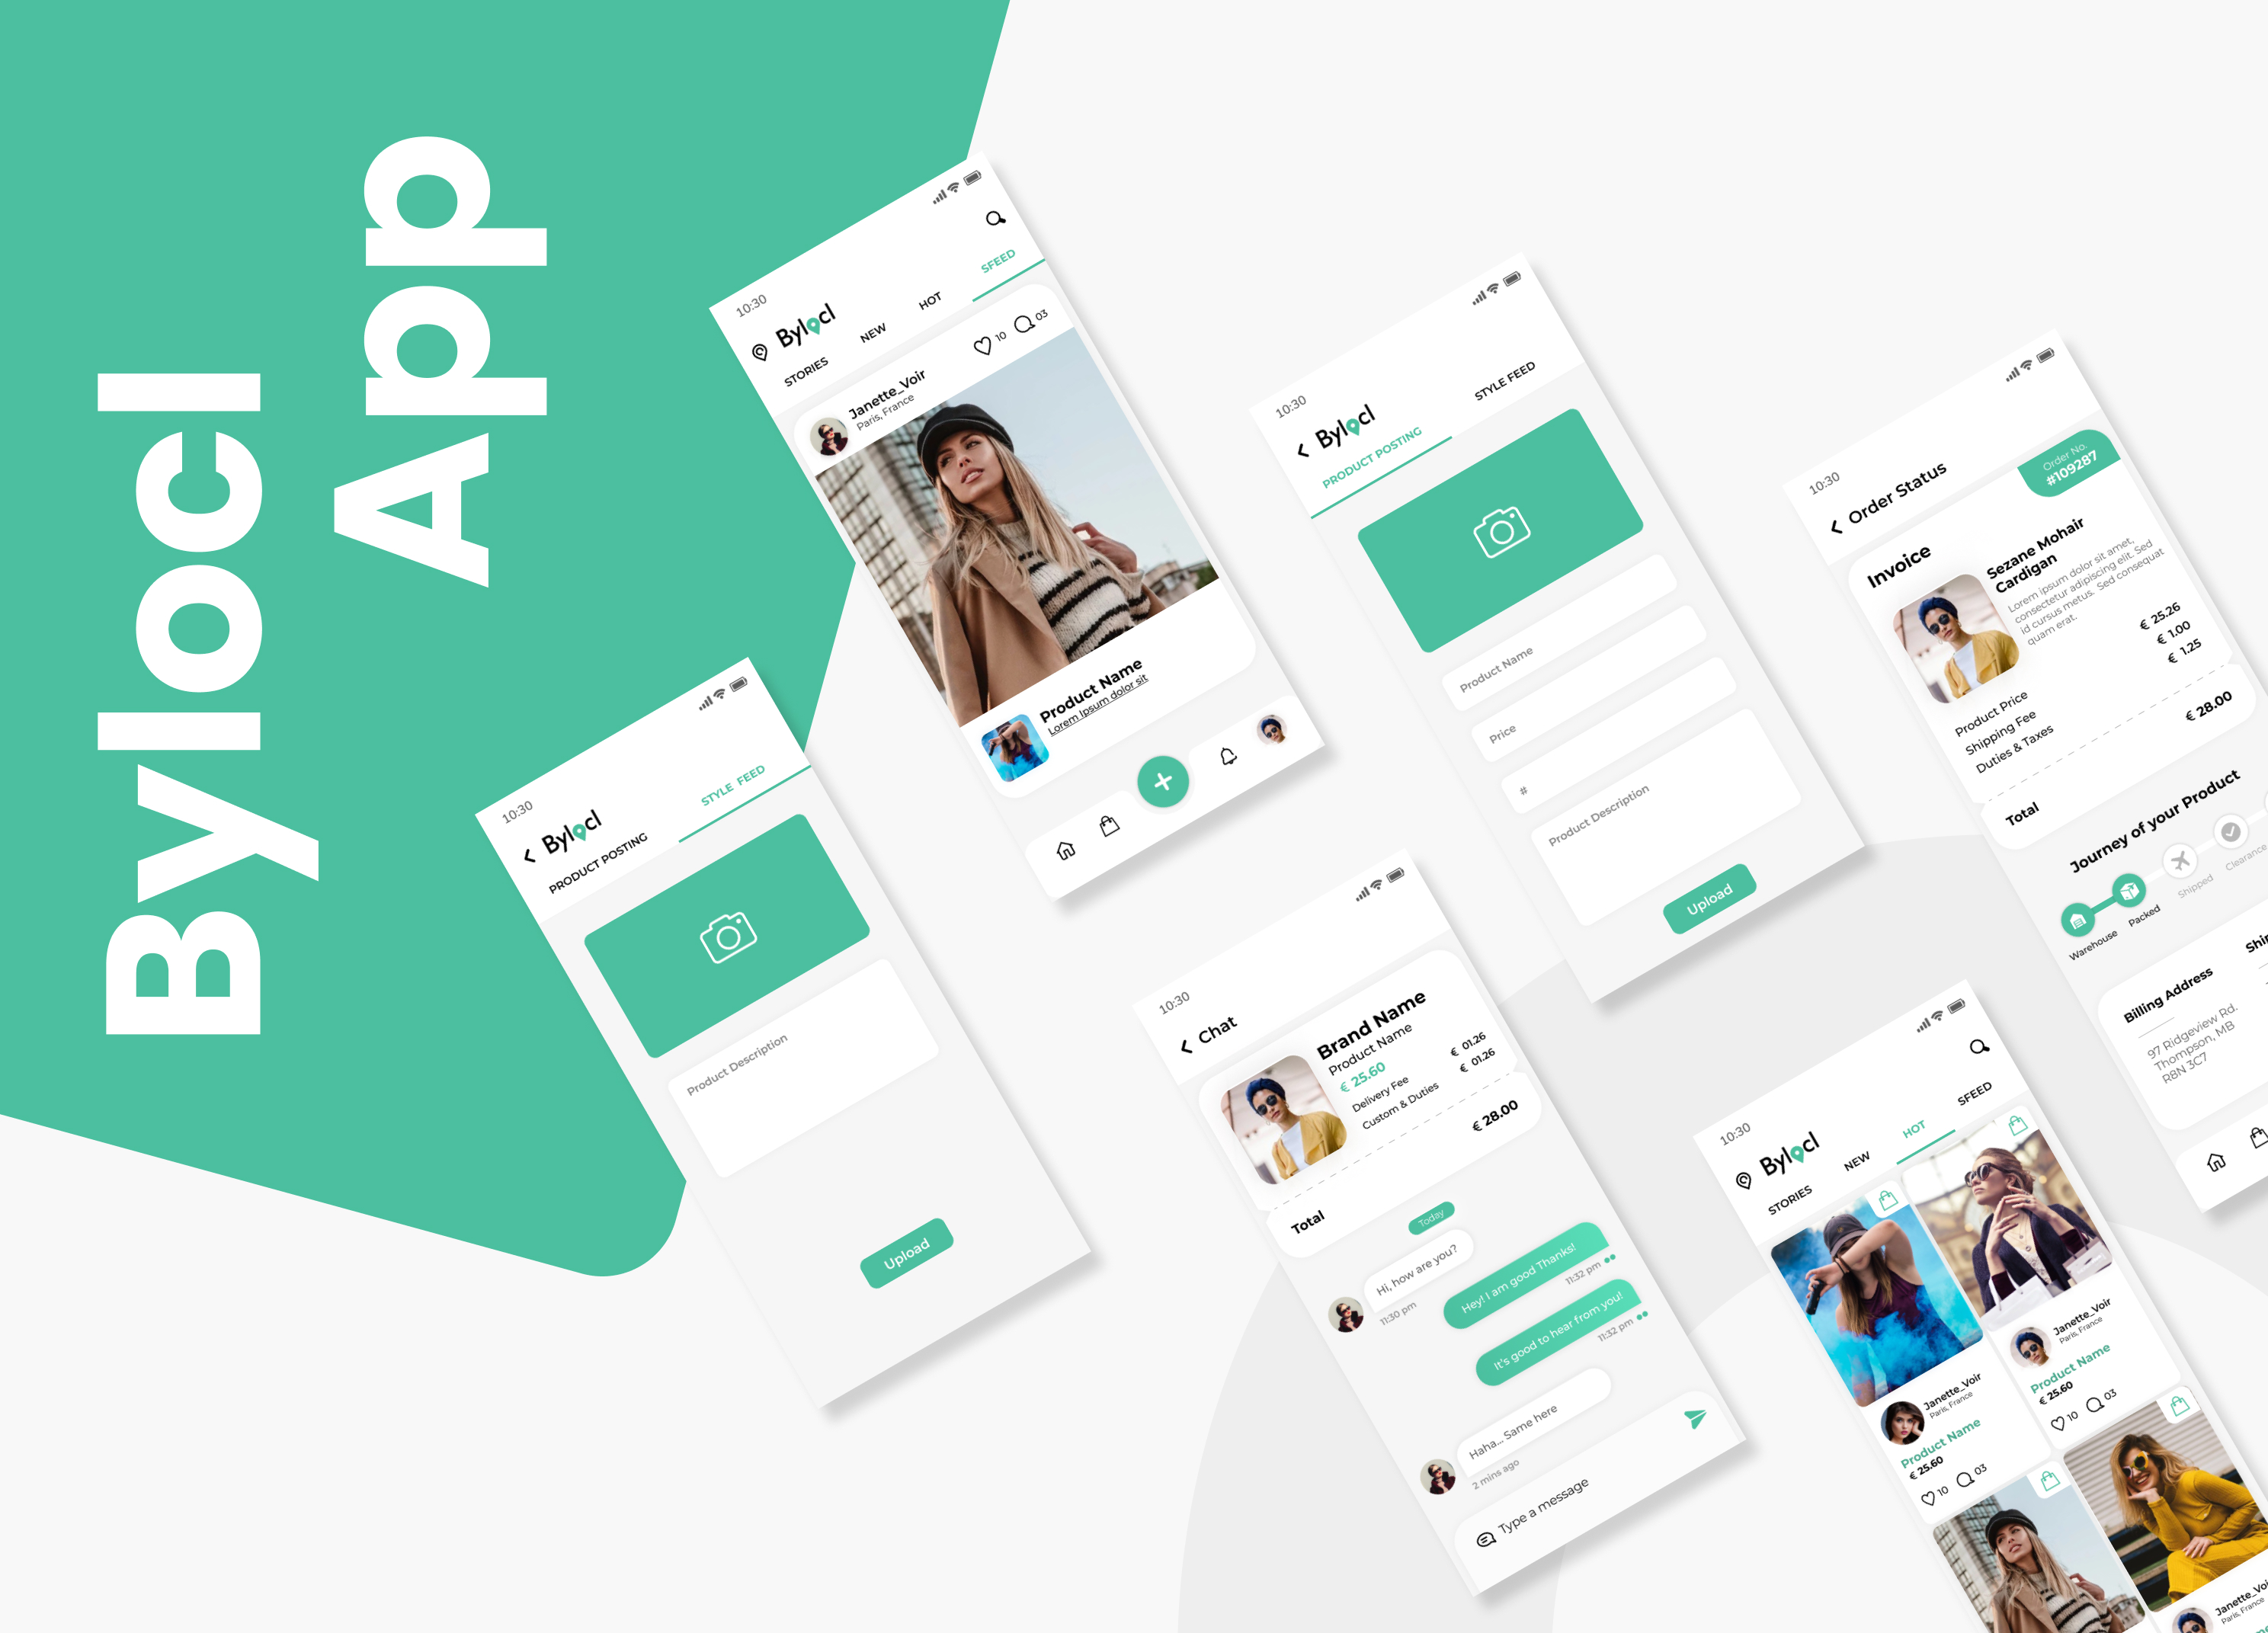 Bylocl
App
10:30
Bylocl
STORIES
NEW
HOT
SFEED
Janette_Voir
Paris, France
10
03
Product Name
Lorem Ipsum dolor sit
10:30
Bylocl
PRODUCT POSTING
STYLE FEED
Product Description
Upload
10:30
Bylocl
PRODUCT POSTING
STYLE FEED
Product Name
Price
#
Product Description
Upload
10:30
Chat
Brand Name
Product Name
€ 25.60
Delivery Fee € 01.26
Custom & Duties € 01.26
Total € 28.00
Today
Hi, how are you?
11:30 pm
Hey! I am good Thanks!
11:32 pm
It's good to hear from you!
11:32 pm
Haha... Same here
2 mins ago
Type a message
10:30
Order Status
Order No.
#109287
Invoice
Sezane Mohair
Cardigan
Lorem ipsum dolor sit amet,
consectetur adipiscing elit. Sed
id cursus metus. Sed consequat
quam erat.
Product Price € 25.26
Shipping Fee € 1.00
Duties & Taxes € 1.25
Total € 28.00
Journey of your Product
Warehouse
Packed
Shipped
Clearance
Billing Address
97 Ridgeview Rd.
Thompson, MB
R8N 3C7
10:30
Bylocl
STORIES
NEW
HOT
SFEED
Janette_Voir
Paris, France
Product Name
€ 25.60
10
03
Janette_Voir
Paris, France
Product Name
€ 25.60
10
03
Paris, France